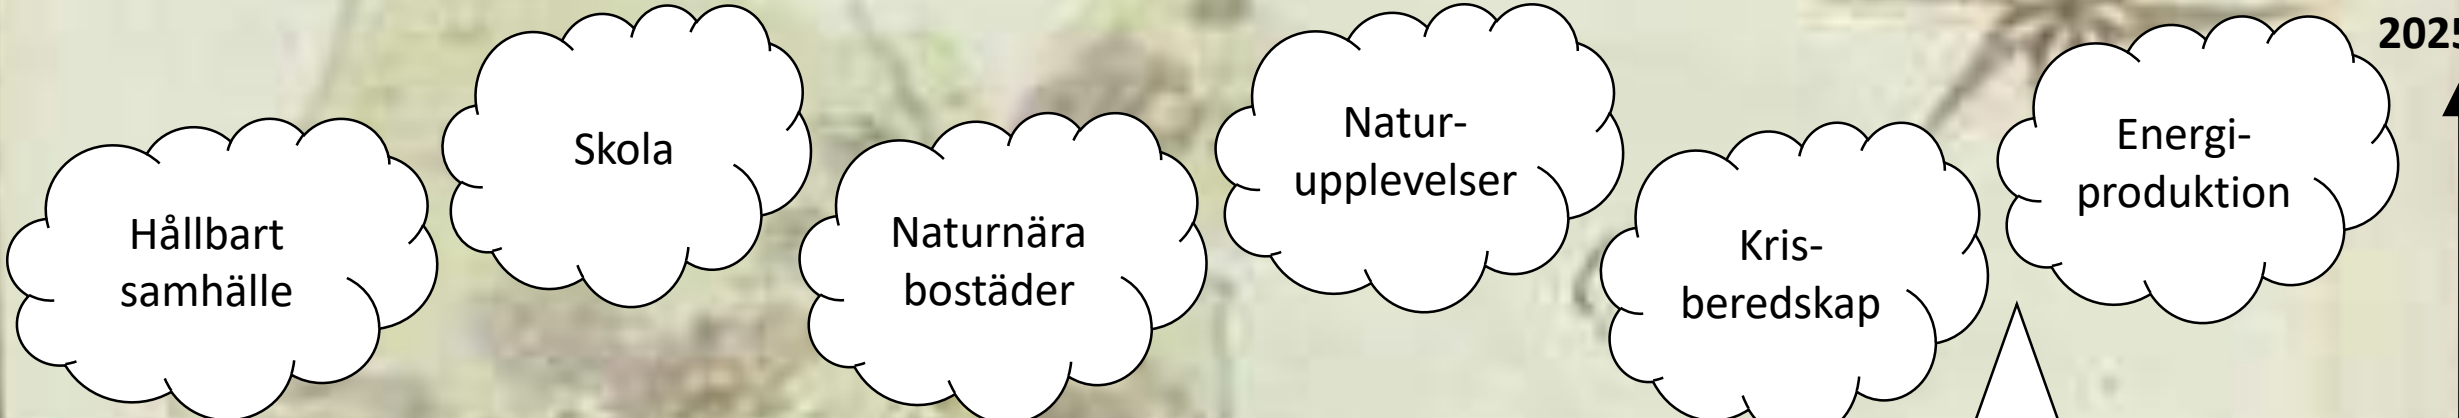 Hållbart
samhälle
Skola
Naturnära
bostäder
Natur-
upplevelser
Kris-
beredskap
Energi-
produktion
2025